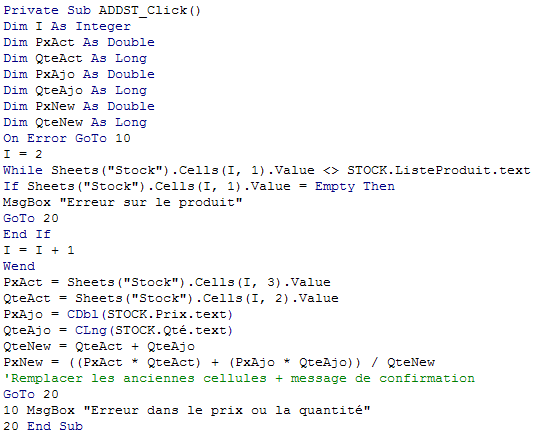 Private Sub ADDST_Click()
Dim I As Integer
Dim PxAct As Double
Dim QteAct As Long
Dim PxAjo As Double
Dim QteAjo As Long
Dim PxNew As Double
Dim QteNew As Long
On Error GoTo 10
I = 2
While Sheets("Stock").Cells(I, 1).Value <> STOCK.ListeProduit.text
If Sheets("Stock").Cells(I, 1).Value = Empty Then
MsgBox "Erreur sur le produit"
GoTo 20
End If
I = I + 1
Wend
PxAct = Sheets("Stock").Cells(I, 3).Value
QteAct = Sheets("Stock").Cells(I, 2).Value
PxAjo = CDbl(STOCK.Prix.text)
QteAjo = CLng(STOCK.Qté.text)
QteNew = QteAct + QteAjo
PxNew = ((PxAct * QteAct) + (PxAjo * QteAjo)) / QteNew
'Remplacer les anciennes cellules + message de confirmation
GoTo 20
10 MsgBox "Erreur dans le prix ou la quantité"
20 End Sub